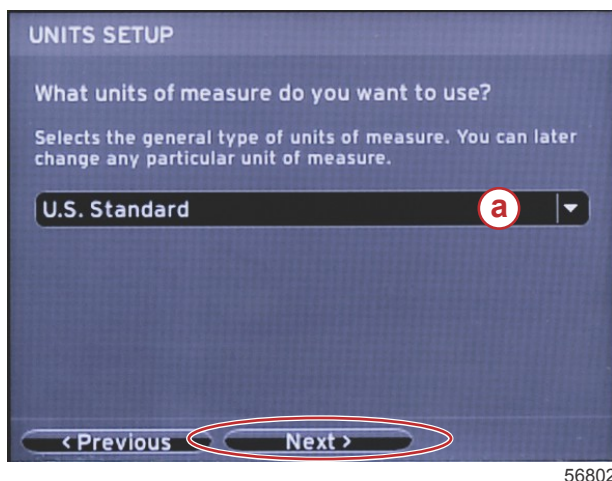 UNITS SETUP
What units of measure do you want to use?
Selects the general type of units of measure. You can later
change any particular unit of measure.
U.S. Standard
a
< Previous
Next >
56802